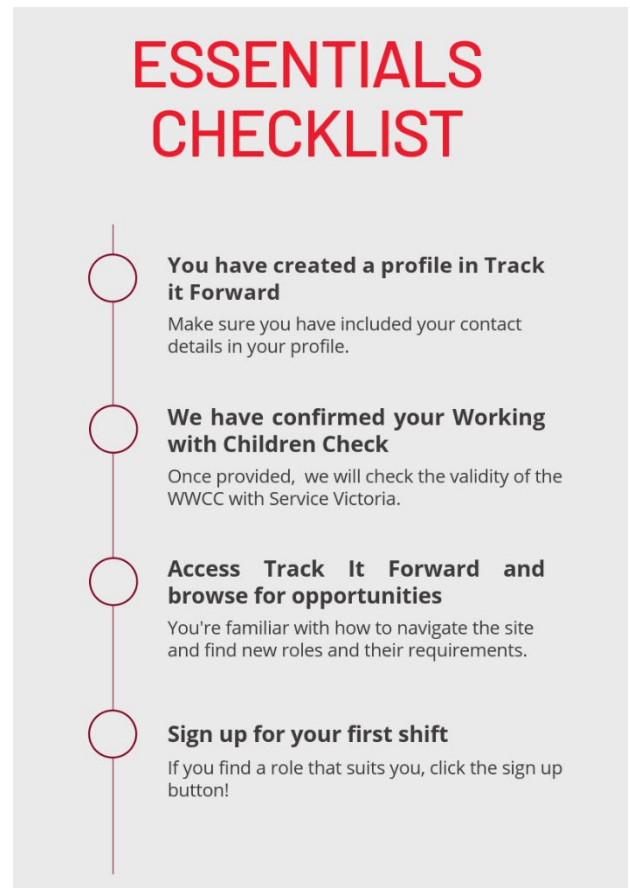 ESSENTIALS
CHECKLIST
You have created a profile in Track
it Forward
Make sure you have included your contact
details in your profile.
We have confirmed your Working
with Children Check
Once provided, we will check the validity of the
WWCC with Service Victoria.
Access Track It Forward and
browse for opportunities
You're familiar with how to navigate the site
and find new roles and their requirements.
Sign up for your first shift
If you find a role that suits you, click the sign up
button!